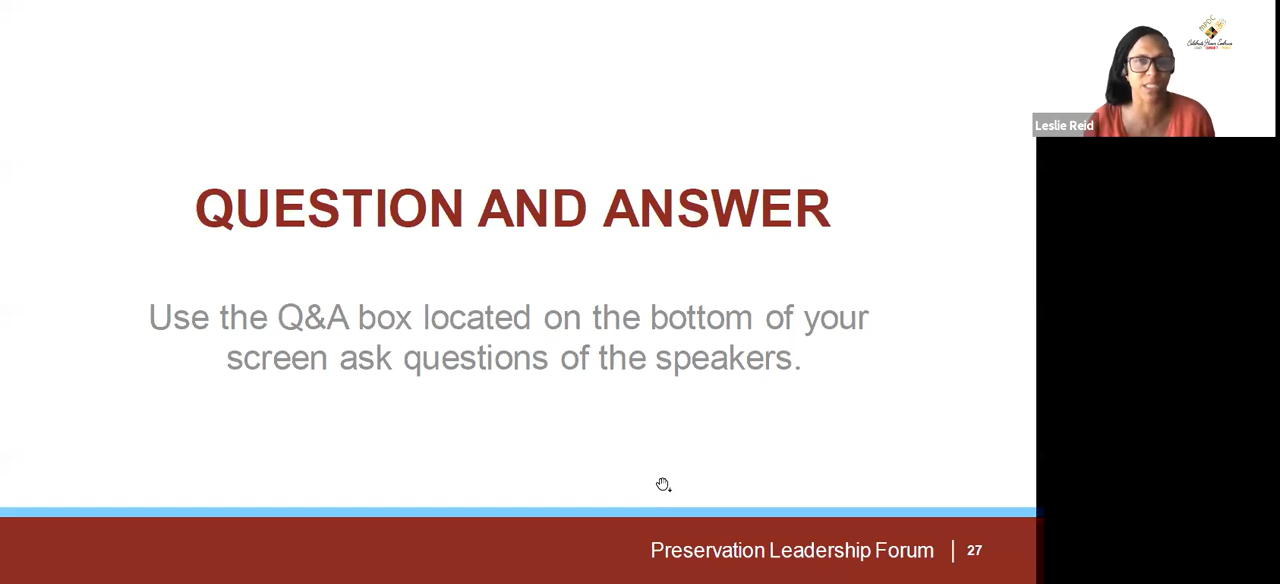 QUESTION AND ANSWER
Use the Q&A box located on the bottom of your
screen ask questions of the speakers.
Preservation Leadership Forum
27
Leslie Reid
MPDC